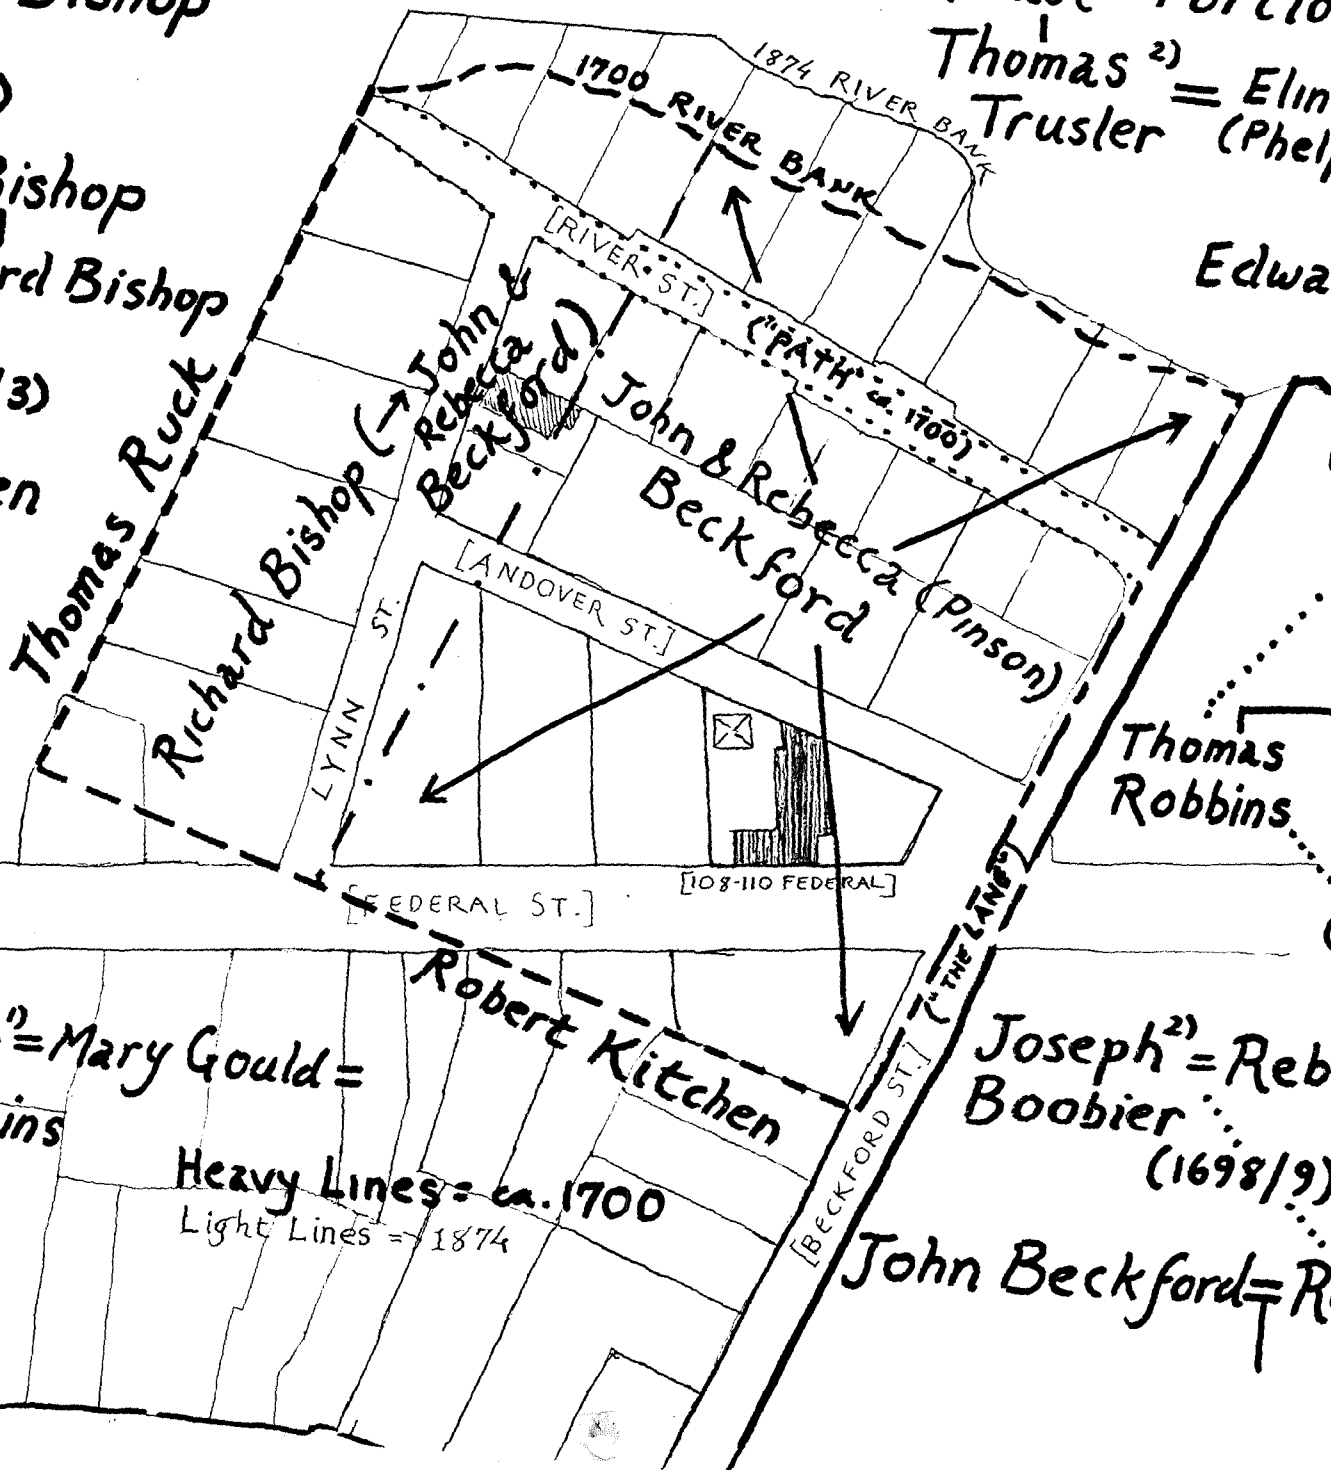 Bishop
Thomas 2) = Elin
Trusler (Phelp
1874 RIVER BANK
1700 RIVER BANK
Bishop
rd Bishop
Edwa
[RIVER ST.]
("PATH" ca. 1700)
13)
en
Thomas Ruck
Richard Bishop (→ John &
Rebecca
Beckford)
John & Rebecca (Pinson)
Beckford
[ANDOVER ST.]
LYNN ST.
Thomas
Robbins
[108-110 FEDERAL]
[FEDERAL ST.]
("THE LANE")
Robert Kitchen
1) = Mary Gould =
ins
Joseph 2) = Reb
Boobier
(1698/9)
[BECKFORD ST.]
Heavy Lines = ca. 1700
Light Lines = 1874
John Beckford = R